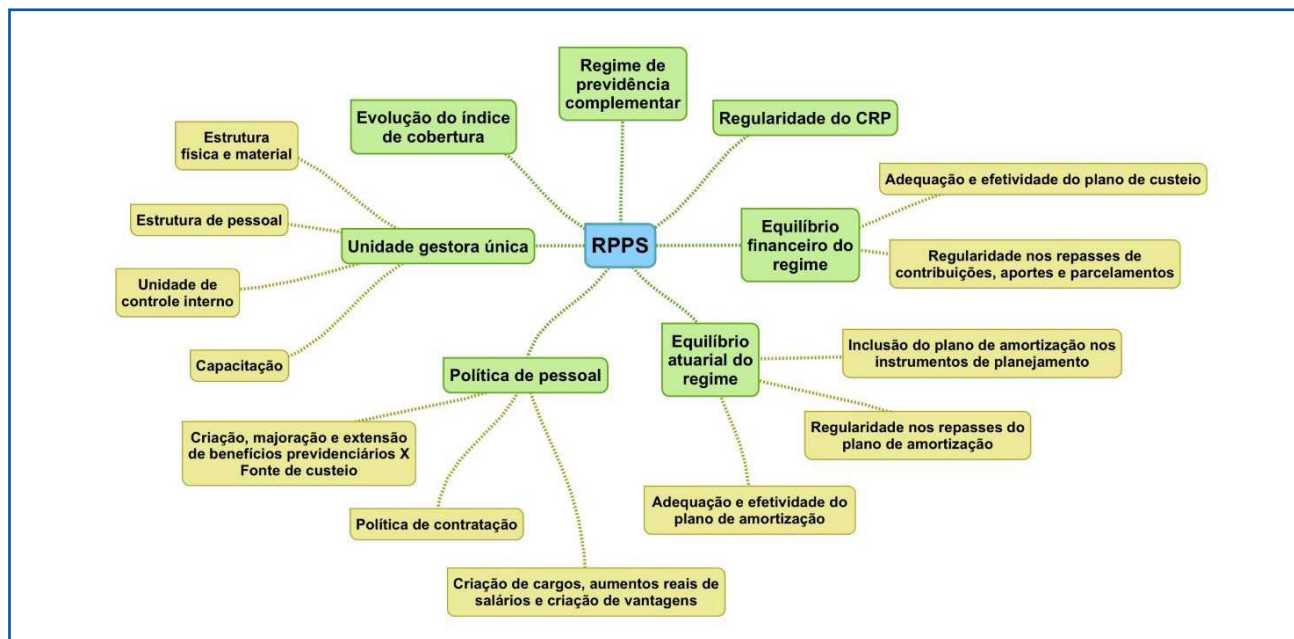 Regime de
previdência
complementar
Evolução do índice
de cobertura
Regularidade do CRP
Estrutura
física e material
Estrutura de pessoal
Unidade gestora única
Unidade de
controle interno
Capacitação
RPPS
Equilíbrio
financeiro do
regime
Adequação e efetividade do plano de custeio
Regularidade nos repasses de
contribuições, aportes e parcelamentos
Equilíbrio
atuarial do
regime
Inclusão do plano de amortização nos
instrumentos de planejamento
Regularidade nos repasses do
plano de amortização
Adequação e efetividade do
plano de amortização
Política de pessoal
Criação, majoração e extensão
de benefícios previdenciários X
Fonte de custeio
Política de contratação
Criação de cargos, aumentos reais de
salários e criação de vantagens